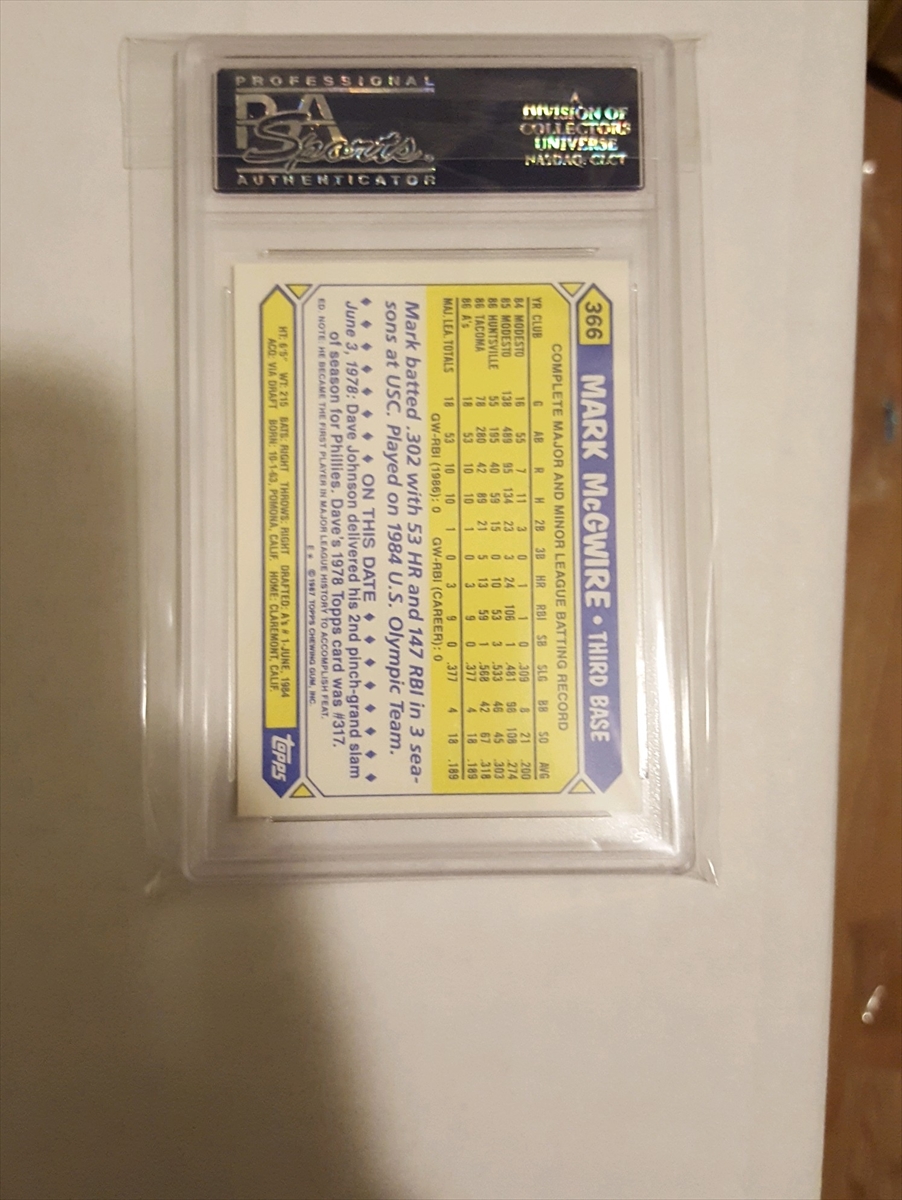 PROFESSIONAL
PSA
Sports.
AUTHENTICATOR
A
DIVISION OF
COLLECTORS
UNIVERSE
NASDAQ: CLCT
366 MARK McGWIRE • THIRD BASE
COMPLETE MAJOR AND MINOR LEAGUE BATTING RECORD
YR CLUB G AB R H 2B 3B HR RBI SB SLG BB SO AVG
84 MODESTO 16 55 7 11 3 0 1 1 0 .309 8 21 .200
85 MODESTO 138 489 95 134 23 3 24 106 1 .481 96 108 .274
86 HUNTSVILLE 55 195 40 59 15 0 10 53 3 .533 46 45 .303
86 TACOMA 78 280 42 89 21 5 13 59 1 .568 42 67 .318
86 A's 18 53 10 10 1 0 3 9 0 .377 4 18 .189
MAJ. LEA. TOTALS 18 53 10 10 1 0 3 9 0 .377 4 18 .189
GW-RBI (1986): 0 GW-RBI (CAREER): 0
Mark batted .302 with 53 HR and 147 RBI in 3 sea-
sons at USC. Played on 1984 U.S. Olympic Team.
♦ ♦ ♦ ♦ ♦ ♦ ♦ ON THIS DATE ♦ ♦ ♦ ♦ ♦ ♦ ♦
June 3, 1978: Dave Johnson delivered his 2nd pinch-grand slam
of season for Phillies. Dave's 1978 Topps card was #317.
ED. NOTE: HE BECAME THE FIRST PLAYER IN MAJOR LEAGUE HISTORY TO ACCOMPLISH FEAT.
E* © 1987 TOPPS CHEWING GUM, INC.
HT: 6'5" WT: 215 BATS: RIGHT THROWS: RIGHT DRAFTED: A's #1-JUNE, 1984
ACQ: VIA DRAFT BORN: 10-1-63, POMONA, CALIF. HOME: CLAREMONT, CALIF.
topps